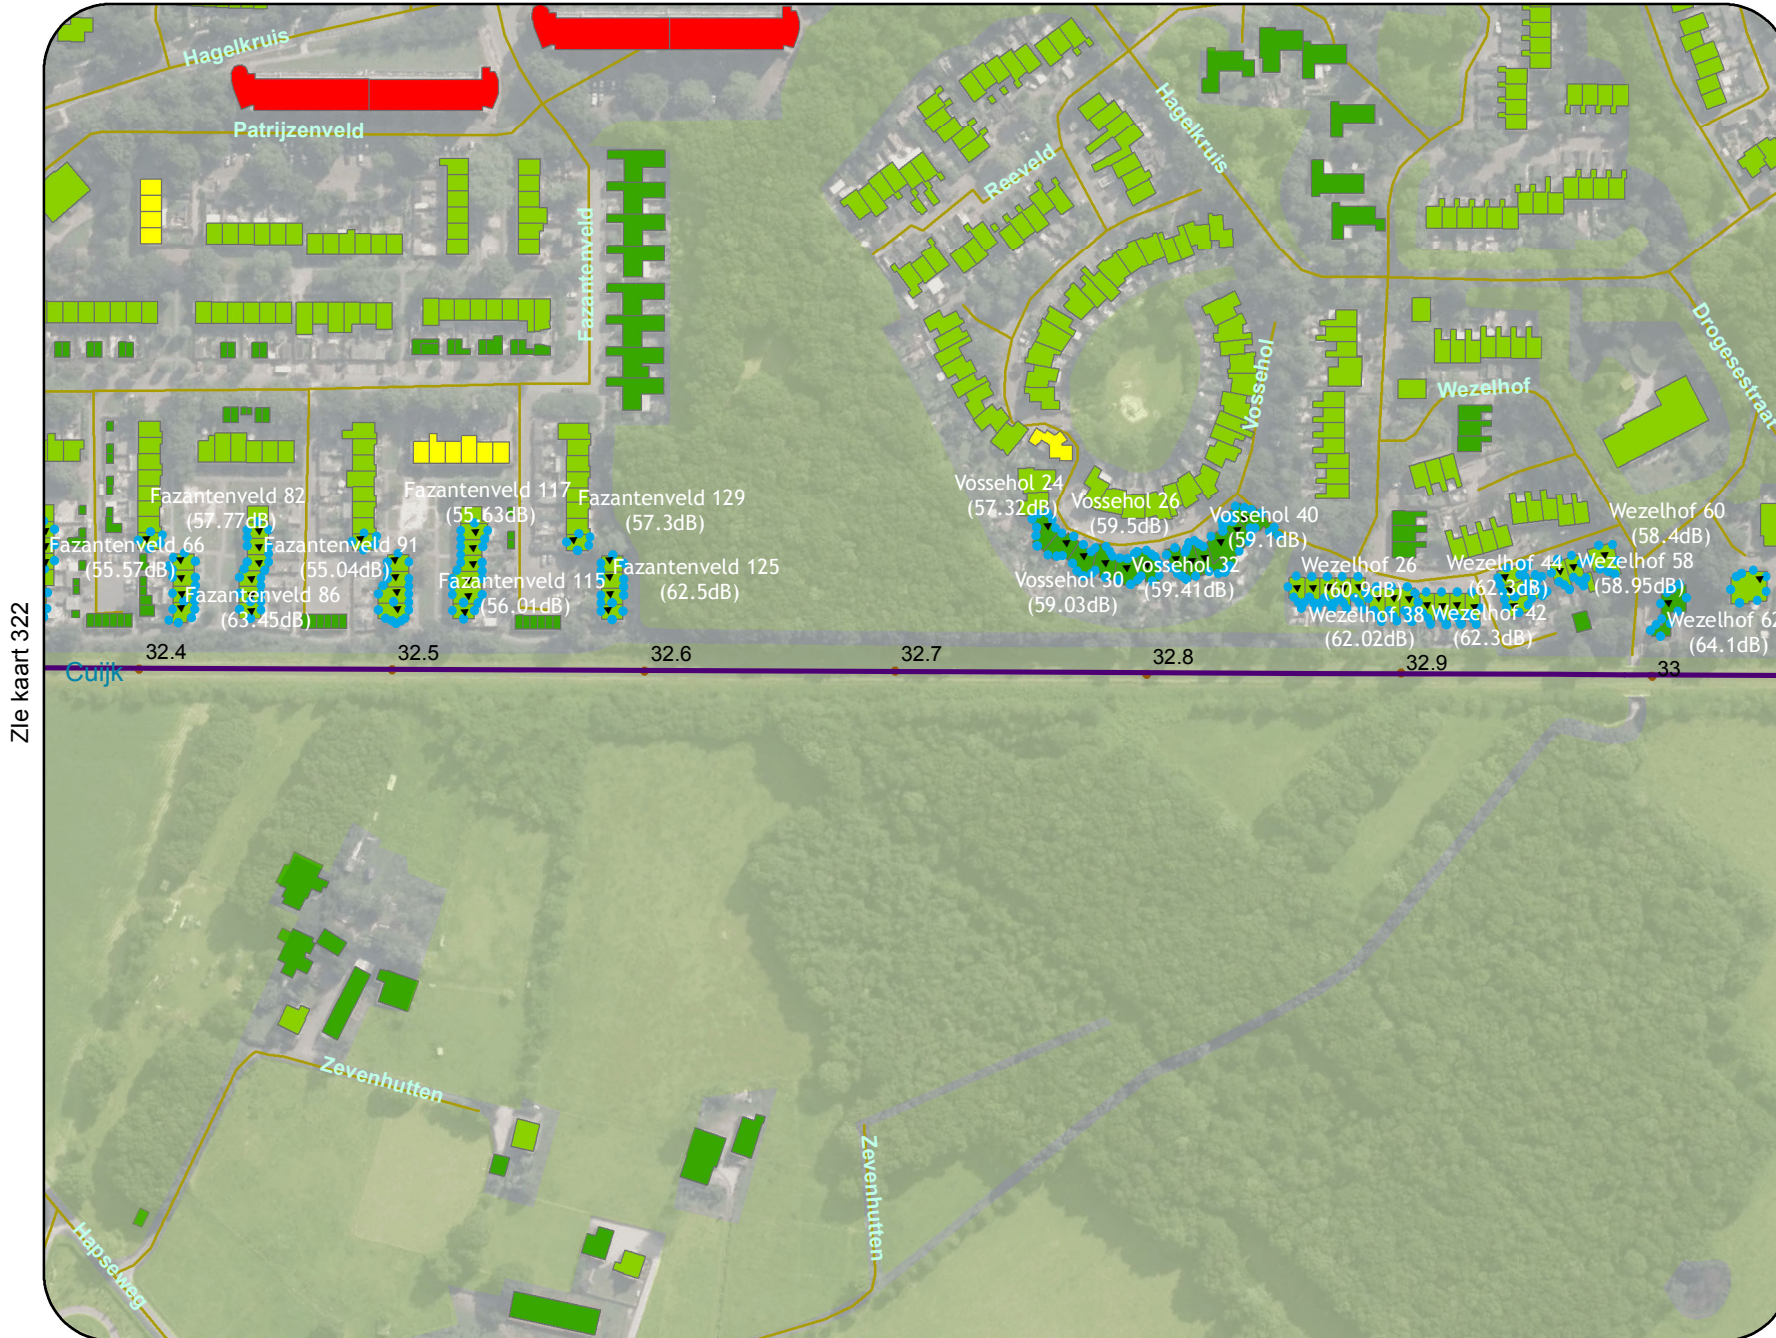 Hagelkruis
Patrijzenveld
Fazantenveld
Reeveld
Hagelkruis
Vossehol
Wezelhof
Drogesestraat
Fazantenveld 82
(57.77dB)
Fazantenveld 117
(55.63dB)
Fazantenveld 129
(57.3dB)
Vossehol 24
(57.32dB)
Vossehol 26
(59.5dB)
Vossehol 40
(59.1dB)
Wezelhof 60
(58.4dB)
Fazantenveld 66
(55.57dB)
Fazantenveld 91
(55.04dB)
Fazantenveld 86
(63.45dB)
Fazantenveld 115
(56.01dB)
Fazantenveld 125
(62.5dB)
Vossehol 30
(59.03dB)
Vossehol 32
(59.41dB)
Wezelhof 26
(60.9dB)
Wezelhof 44
(62.3dB)
Wezelhof 58
(58.95dB)
Wezelhof 38
(62.02dB)
Wezelhof 42
(62.3dB)
Wezelhof 62
(64.1dB)
32.4
32.5
32.6
32.7
32.8
32.9
33
Cuijk
ZIe kaart 322
Zevenhutten
Zevenhutten
Hapseweg